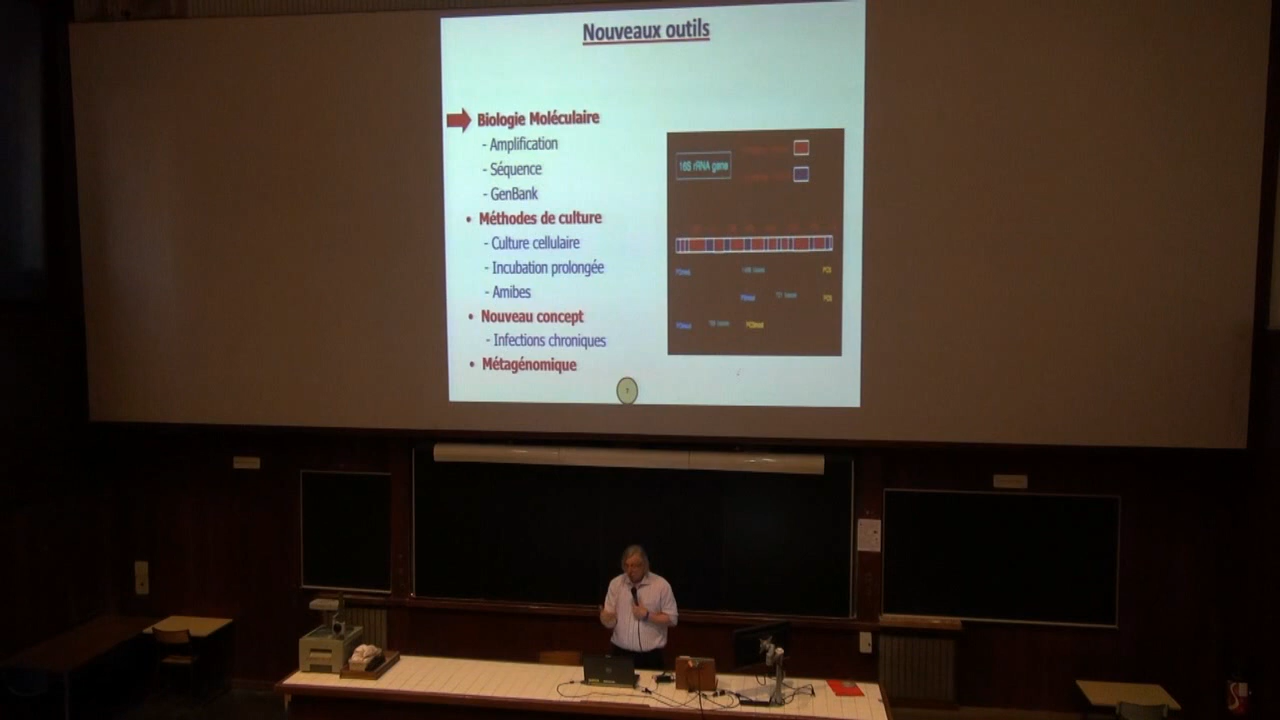 Nouveaux outils
Biologie Moléculaire
- Amplification
- Séquence
- GenBank
• Méthodes de culture
- Culture cellulaire
- Incubation prolongée
- Amibes
• Nouveau concept
- Infections chroniques
• Métagénomique
16S rRNA gene